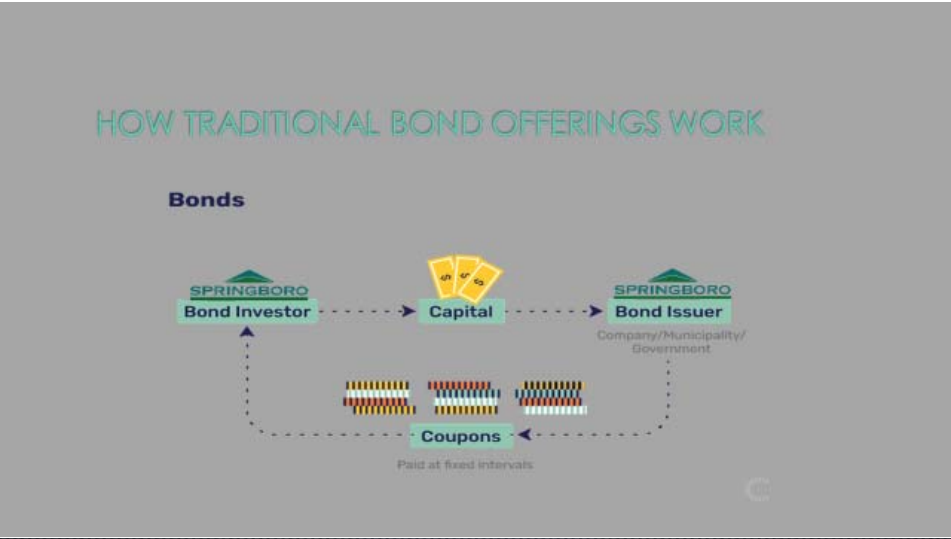 HOW TRADITIONAL BOND OFFERINGS WORK
Bonds
SPRINGBORO
Bond Investor
Capital
SPRINGBORO
Bond Issuer
Company/Municipality/
Government
Coupons
Paid at fixed intervals